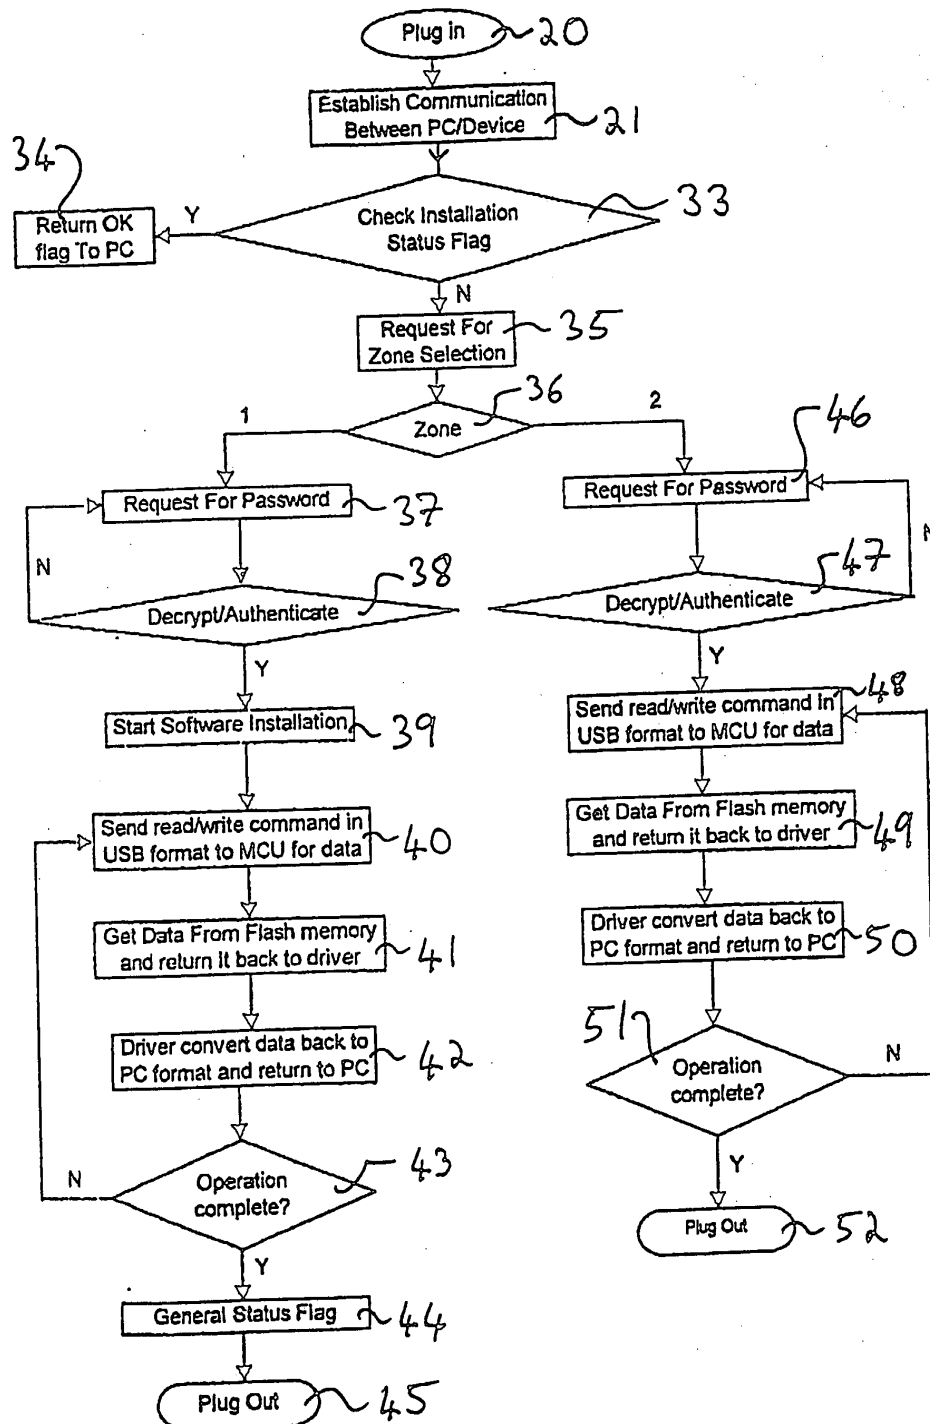 Plug in
20
Establish Communication
Between PC/Device
21
34
Return OK
flag To PC
Y
Check Installation
Status Flag
33
N
Request For
Zone Selection
35
1
Zone
36
2
46
Request For Password
37
Request For Password
N
N
Decrypt/Authenticate
38
Decrypt/Authenticate
47
Y
Y
Start Software Installation
39
Send read/write command in
USB format to MCU for data
48
Send read/write command in
USB format to MCU for data
40
Get Data From Flash memory
and return it back to driver
49
Get Data From Flash memory
and return it back to driver
41
Driver convert data back to
PC format and return to PC
50
Driver convert data back to
PC format and return to PC
42
51
Operation
complete?
N
N
Operation
complete?
43
Y
Plug Out
52
Y
General Status Flag
44
Plug Out
45